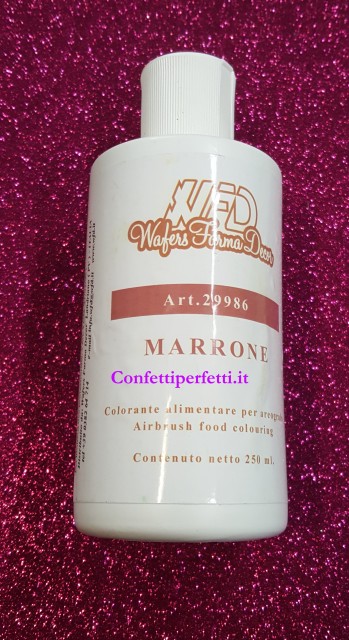 WFD
Wafers Forma Decor
Art.29986
MARRONE
Confettiperfetti.it
Colorante alimentare per aerografo
Airbrush food colouring
Contenuto netto 250 ml.